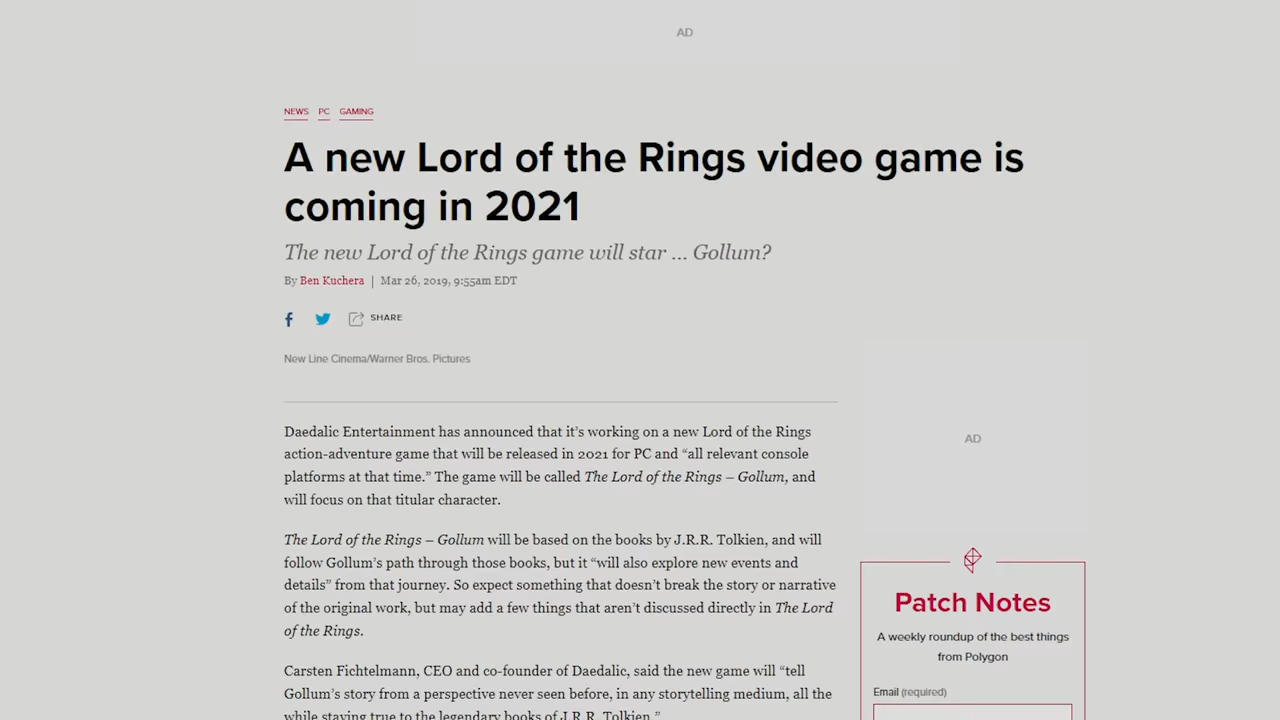 AD
NEWS PC GAMING
A new Lord of the Rings video game is
coming in 2021
The new Lord of the Rings game will star ... Gollum?
By Ben Kuchera | Mar 26, 2019, 9:55am EDT
SHARE
New Line Cinema/Warner Bros. Pictures
Daedalic Entertainment has announced that it’s working on a new Lord of the Rings
action-adventure game that will be released in 2021 for PC and “all relevant console
platforms at that time.” The game will be called The Lord of the Rings – Gollum, and
will focus on that titular character.
The Lord of the Rings – Gollum will be based on the books by J.R.R. Tolkien, and will
follow Gollum’s path through those books, but it “will also explore new events and
details” from that journey. So expect something that doesn’t break the story or narrative
of the original work, but may add a few things that aren’t discussed directly in The Lord
of the Rings.
Carsten Fichtelmann, CEO and co-founder of Daedalic, said the new game will “tell
Gollum’s story from a perspective never seen before, in any storytelling medium, all the
while staying true to the legendary books of J.R.R. Tolkien.”
AD
Patch Notes
A weekly roundup of the best things
from Polygon
Email (required)